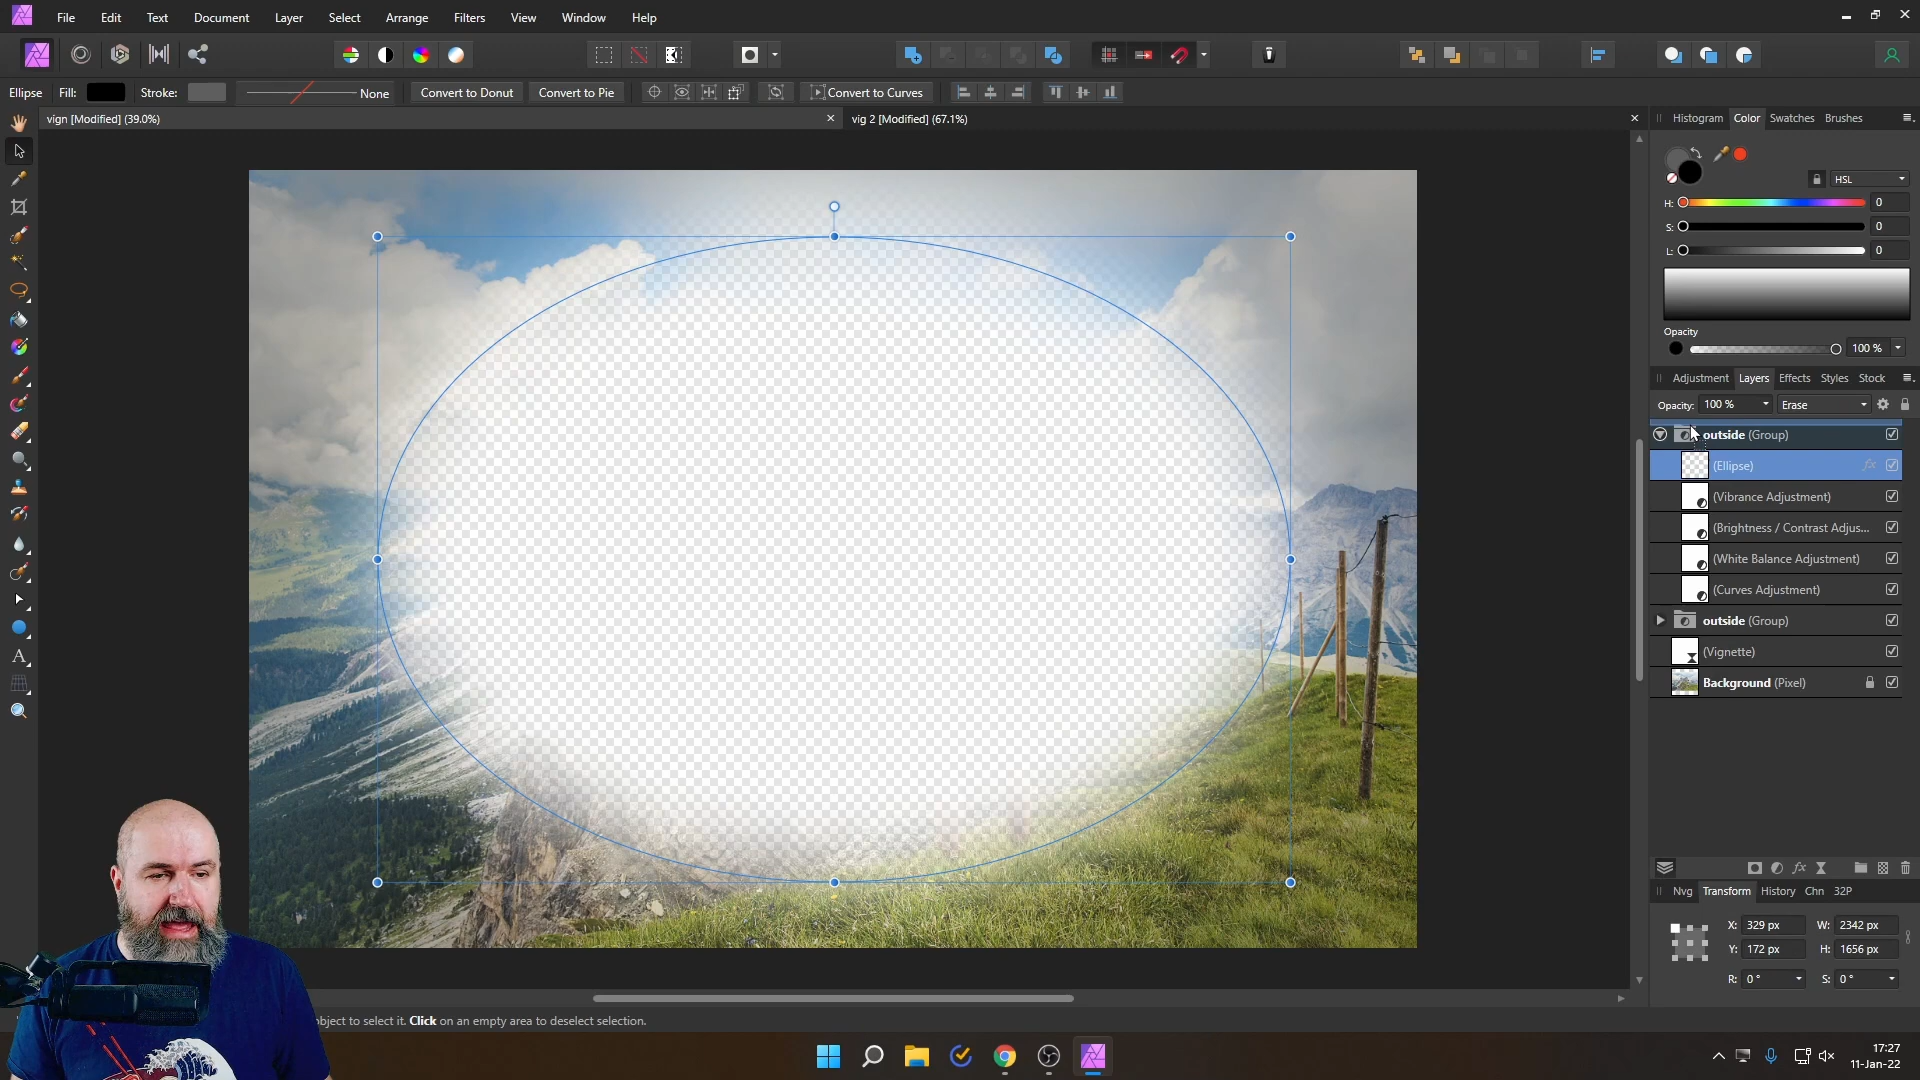 File Edit Text Document Layer Select Arrange Filters View Window Help
Ellipse Fill: Stroke: None Convert to Donut Convert to Pie Convert to Curves
vign [Modified] (39.0%)
vig 2 [Modified] (67.1%)
Histogram Color Swatches Brushes
HSL
H: 0
S: 0
L: 0
Opacity
100 %
Adjustment Layers Effects Styles Stock
Opacity: 100 % Erase
outside (Group)
(Ellipse) fx
(Vibrance Adjustment)
(Brightness / Contrast Adjus...
(White Balance Adjustment)
(Curves Adjustment)
outside (Group)
(Vignette)
Background (Pixel)
fx
Nvg Transform History Chn 32P
X: 329 px W: 2342 px
Y: 172 px H: 1656 px
R: 0 ° S: 0 °
object to select it. Click on an empty area to deselect selection.
17:27
11-Jan-22